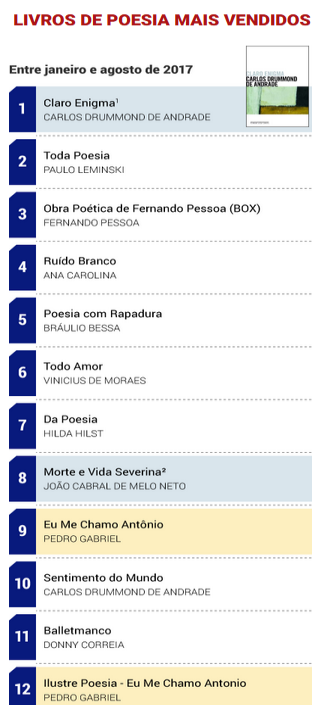 LIVROS DE POESIA MAIS VENDIDOS
Entre janeiro e agosto de 2017
CLARO ENIGMA
CARLOS DRUMMOND
DE ANDRADE
1
Claro Enigma¹
CARLOS DRUMMOND DE ANDRADE
2
Toda Poesia
PAULO LEMINSKI
3
Obra Poética de Fernando Pessoa (BOX)
FERNANDO PESSOA
4
Ruído Branco
ANA CAROLINA
5
Poesia com Rapadura
BRÁULIO BESSA
6
Todo Amor
VINICIUS DE MORAES
7
Da Poesia
HILDA HILST
8
Morte e Vida Severina²
JOÃO CABRAL DE MELO NETO
9
Eu Me Chamo Antônio
PEDRO GABRIEL
10
Sentimento do Mundo
CARLOS DRUMMOND DE ANDRADE
11
Balletmanco
DONNY CORREIA
12
Ilustre Poesia - Eu Me Chamo Antonio
PEDRO GABRIEL